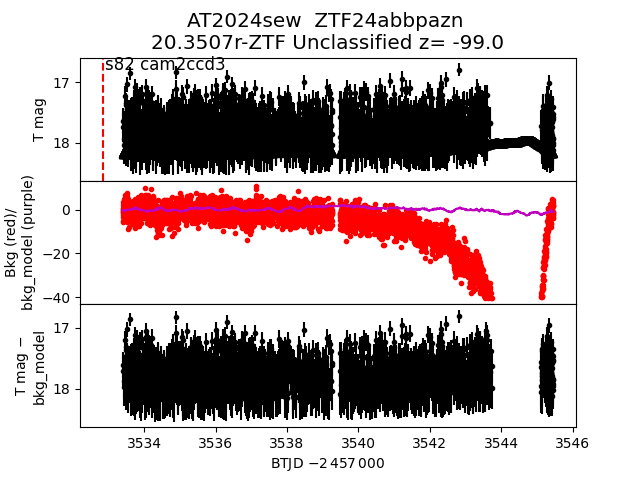 AT2024sew  ZTF24abbpazn
20.3507r-ZTF Unclassified z= -99.0
s82 cam2ccd3
17
18
T mag
0
−20
−40
Bkg (red)/
bkg_model (purple)
17
18
T mag −
bkg_model
3534 3536 3538 3540 3542 3544 3546
BTJD −2 457 000